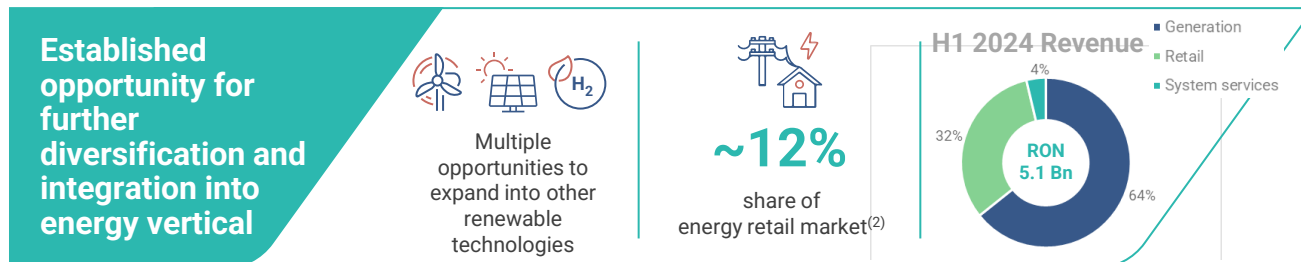 Established
opportunity for
further
diversification and
integration into
energy vertical
H2
Multiple
opportunities to
expand into other
renewable
technologies
~12%
share of
energy retail market(2)
H1 2024 Revenue
Generation
Retail
System services
4%
32%
64%
RON
5.1 Bn